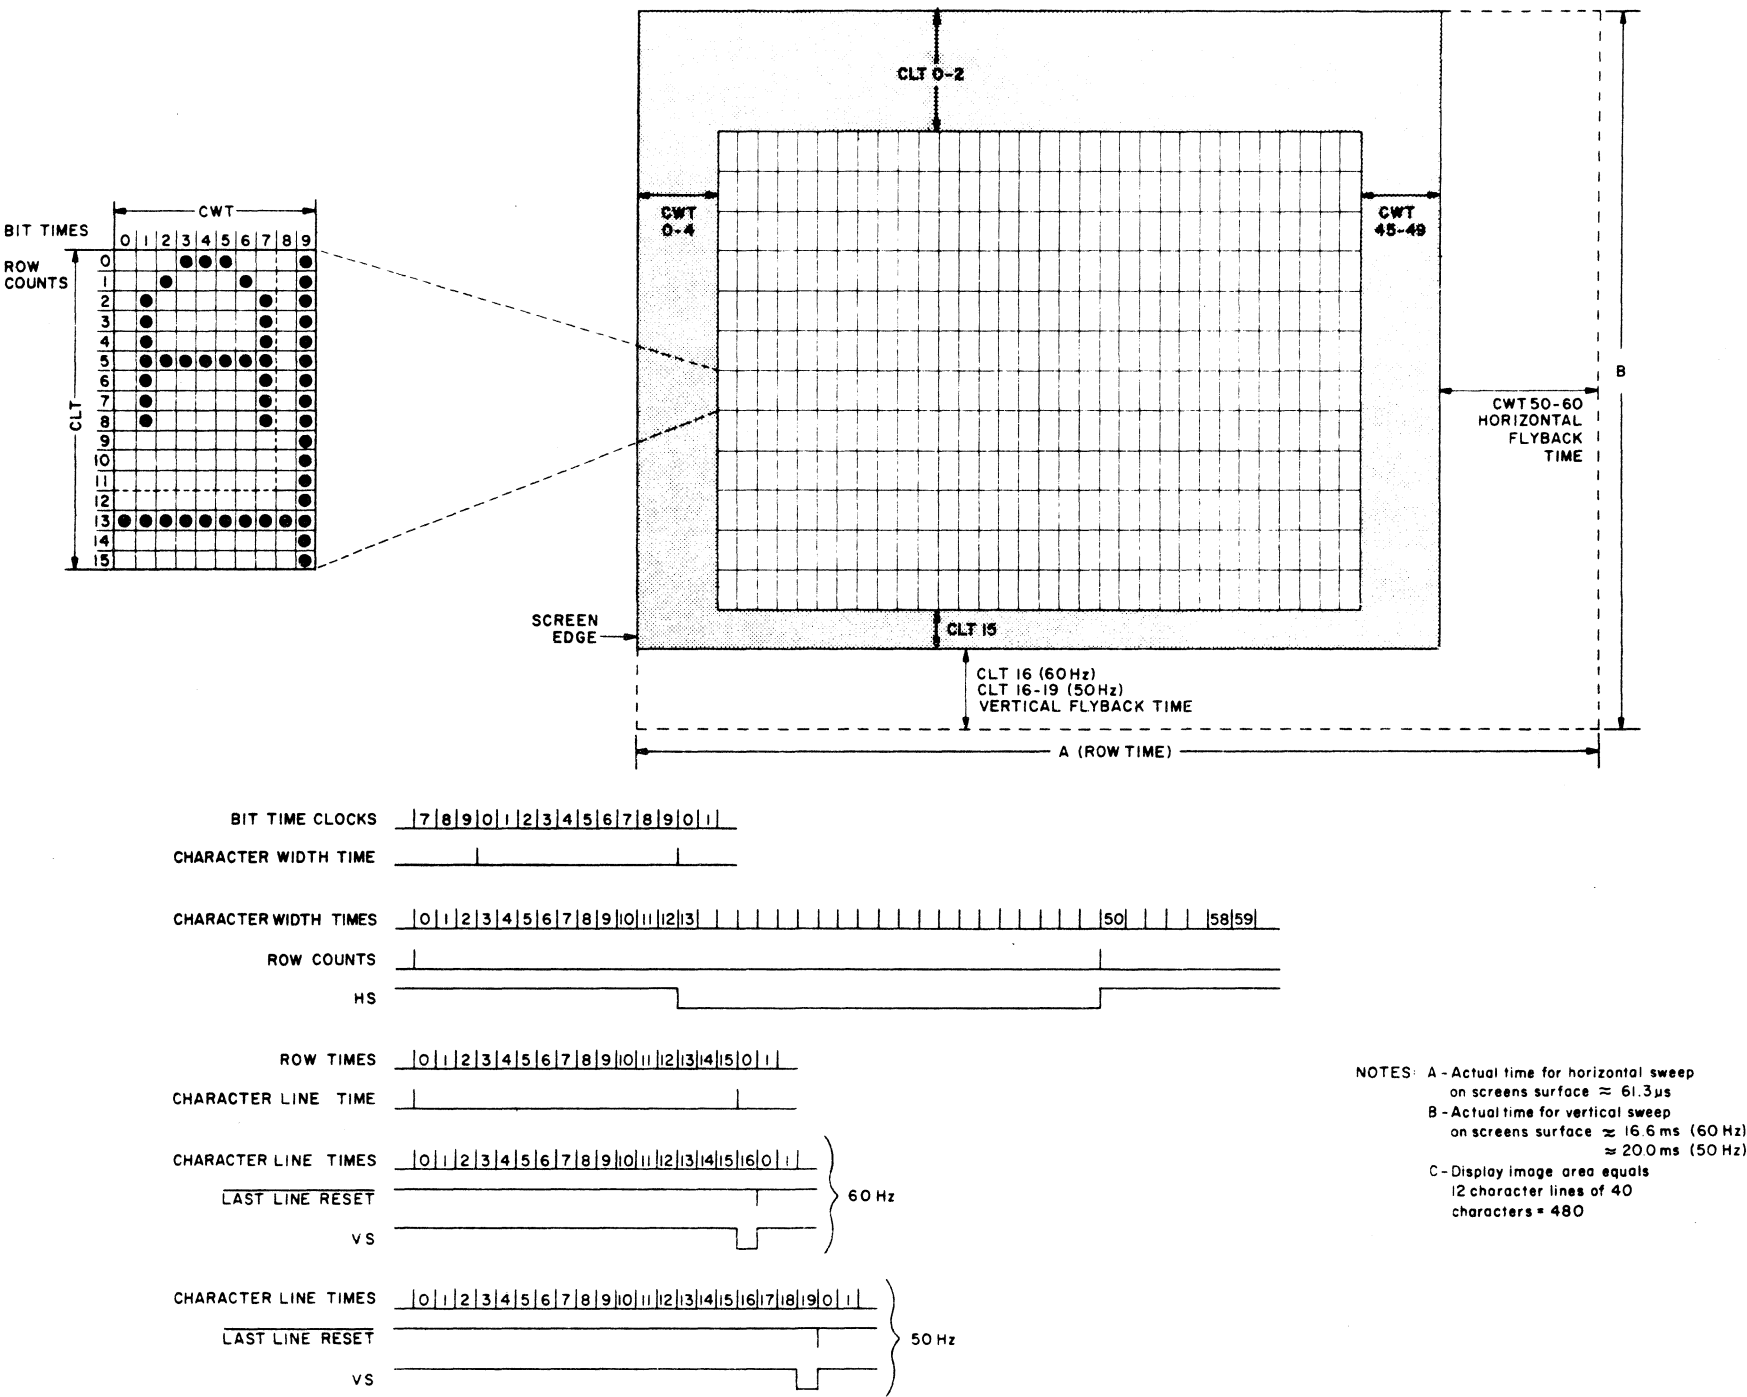 CLT 0-2
CWT
0-4
CWT
45-49
CWT
BIT TIMES 0 1 2 3 4 5 6 7 8 9
ROW
COUNTS
CLT
0
1
2
3
4
5
6
7
8
9
10
11
12
13
14
15
B
CWT 50-60
HORIZONTAL
FLYBACK
TIME
SCREEN
EDGE
CLT 15
CLT 16 (60Hz)
CLT 16-19 (50Hz)
VERTICAL FLYBACK TIME
A (ROW TIME)
BIT TIME CLOCKS 7 8 9 0 1 2 3 4 5 6 7 8 9 0 1
CHARACTER WIDTH TIME
CHARACTER WIDTH TIMES 0 1 2 3 4 5 6 7 8 9 10 11 12 13 50 58 59
ROW COUNTS
HS
ROW TIMES 0 1 2 3 4 5 6 7 8 9 10 11 12 13 14 15 0 1
CHARACTER LINE TIME
CHARACTER LINE TIMES 0 1 2 3 4 5 6 7 8 9 10 11 12 13 14 15 16 0 1
LAST LINE RESET
VS
60 Hz
CHARACTER LINE TIMES 0 1 2 3 4 5 6 7 8 9 10 11 12 13 14 15 16 17 18 19 0 1
LAST LINE RESET
VS
50 Hz
NOTES: A - Actual time for horizontal sweep
on screens surface ≈ 61.3µs
B - Actual time for vertical sweep
on screens surface ≈ 16.6 ms (60 Hz)
≈ 20.0 ms (50 Hz)
C - Display image area equals
12 character lines of 40
characters = 480